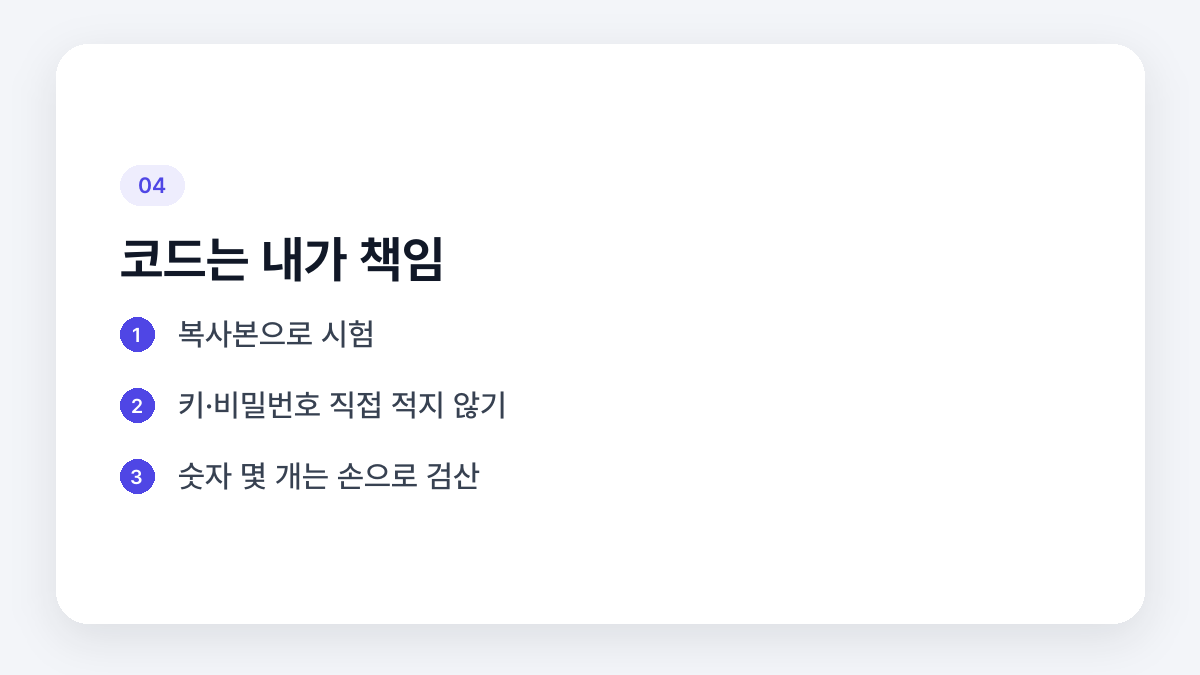 04
코드는 내가 책임
1 복사본으로 시험
2 키·비밀번호 직접 적지 않기
3 숫자 몇 개는 손으로 검산